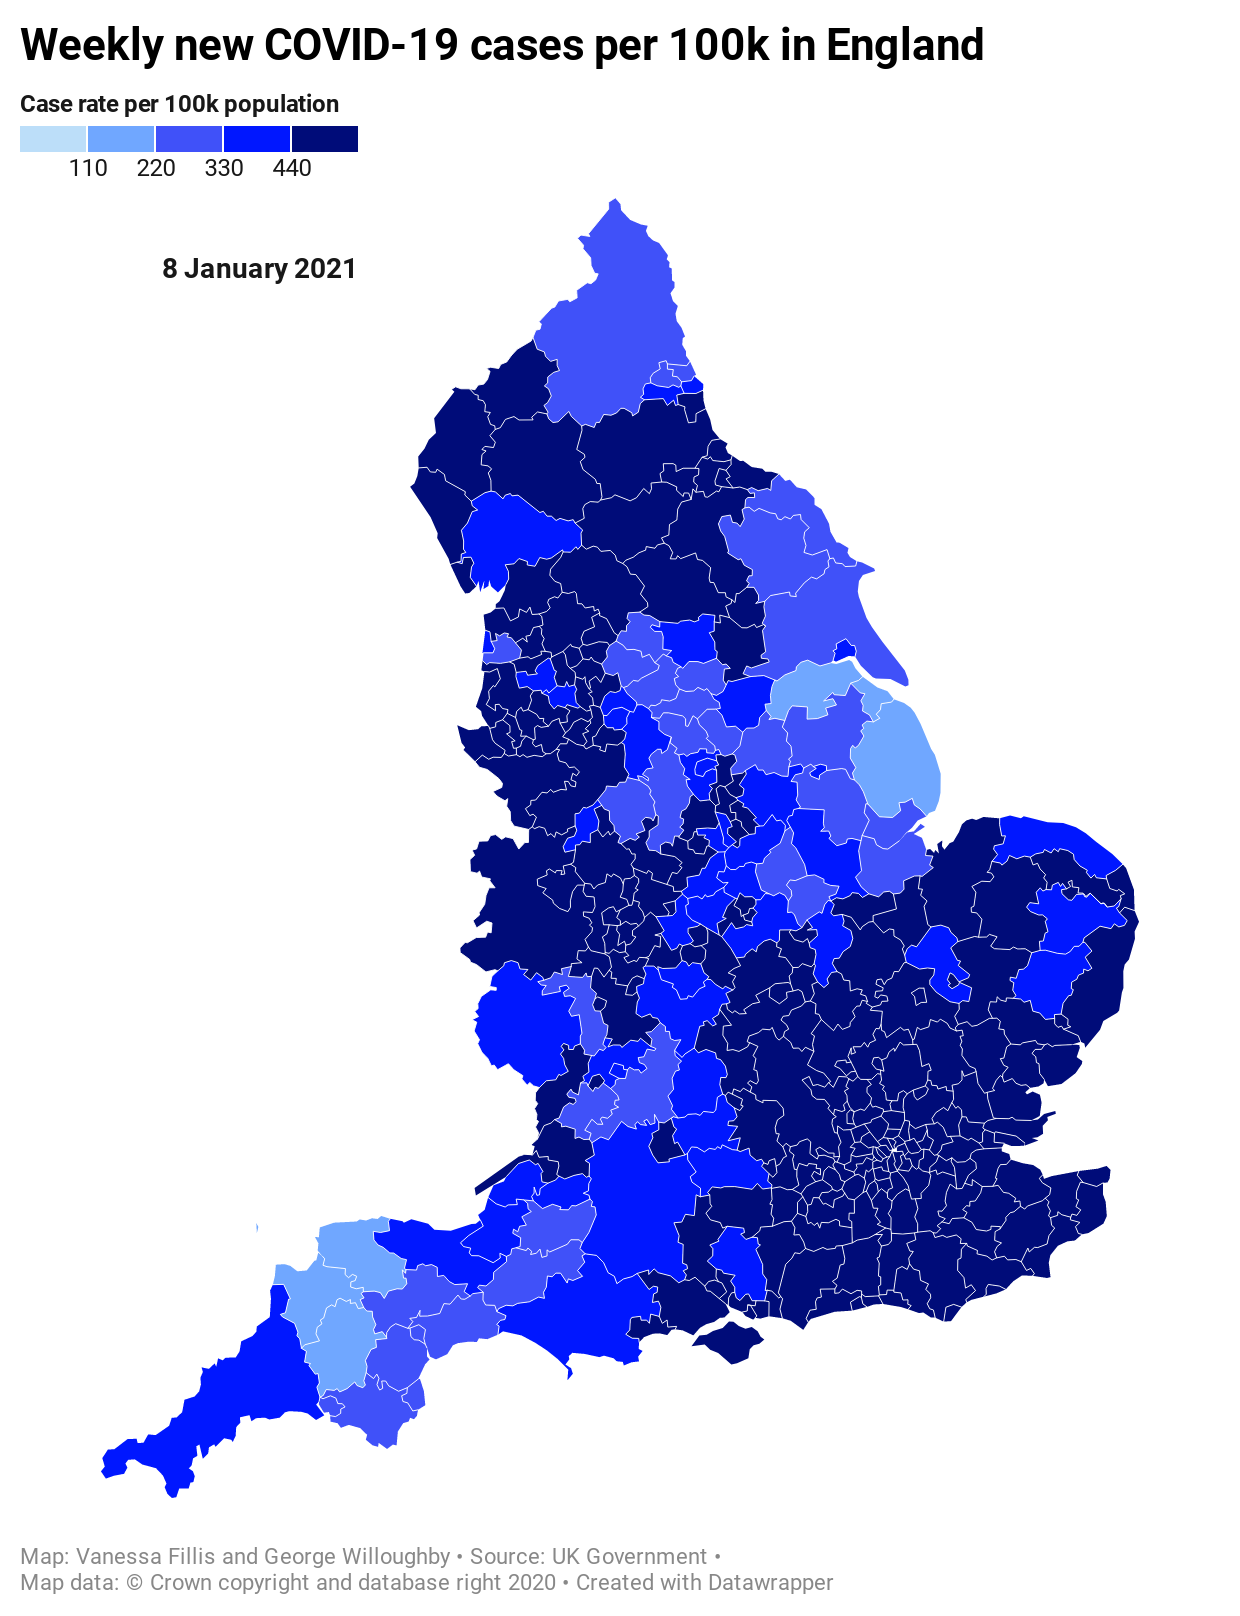 Weekly new COVID-19 cases per 100k in England
Case rate per 100k population
110 220 330 440
8 January 2021
Map: Vanessa Fillis and George Willoughby • Source: UK Government •
Map data: © Crown copyright and database right 2020 • Created with Datawrapper